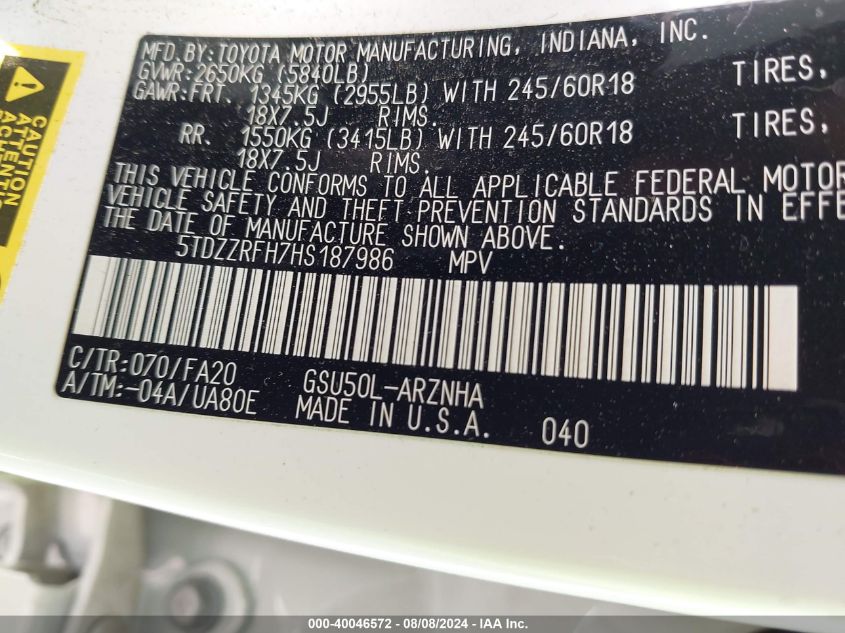 MFD. BY: TOYOTA MOTOR MANUFACTURING, INDIANA, INC.
GVWR: 2650KG (5840LB)
GAWR: FRT. 1345KG (2955LB) WITH 245/60R18 TIRES,
18X7.5J RIMS.
RR. 1550KG (3415LB) WITH 245/60R18 TIRES,
18X7.5J RIMS.
THIS VEHICLE CONFORMS TO ALL APPLICABLE FEDERAL MOTOR
VEHICLE SAFETY AND THEFT PREVENTION STANDARDS IN EFFE
THE DATE OF MANUFACTURE SHOWN ABOVE.
5TDZZRFH7HS187986 MPV
C/TR: 070/FA20 GSU50L-ARZNHA
A/TM: -04A/UA80E MADE IN U.S.A. 040
CAUTION
ATTENTI
000-40046572 - 08/08/2024 - IAA Inc.